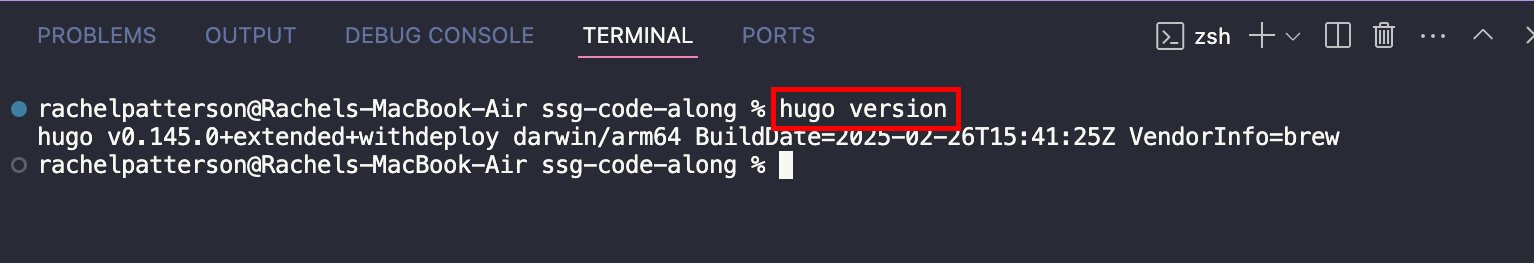 PROBLEMS OUTPUT DEBUG CONSOLE TERMINAL PORTS zsh
rachelpatterson@Rachels-MacBook-Air ssg-code-along % hugo version
hugo v0.145.0+extended+withdeploy darwin/arm64 BuildDate=2025-02-26T15:41:25Z VendorInfo=brew
rachelpatterson@Rachels-MacBook-Air ssg-code-along %